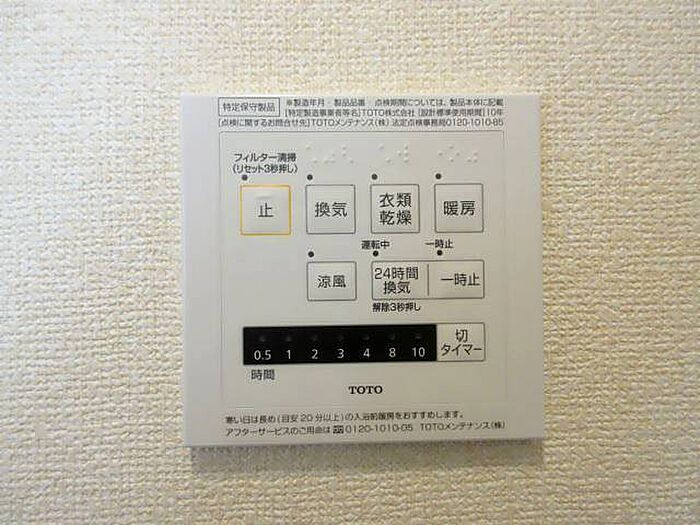 特定保守製品 ※製造年月・製品品番・点検期間については、製品本体に記載
[特定製造事業者等名]TOTO株式会社 [設計標準使用期間]10年
[点検に関するお問合せ先]TOTOメンテナンス(株) 法定点検事務局0120-1010-85
フィルター清掃
(リセット3秒押し)
止 換気 衣類乾燥 暖房
運転中 一時止
涼風 24時間換気 一時止
解除3秒押し
0.5 1 2 3 4 8 10 切タイマー
時間
TOTO
寒い日は長め(目安20分以上)の入浴前暖房をおすすめします。
アフターサービスのご用命は 0120-1010-05 TOTOメンテナンス(株)